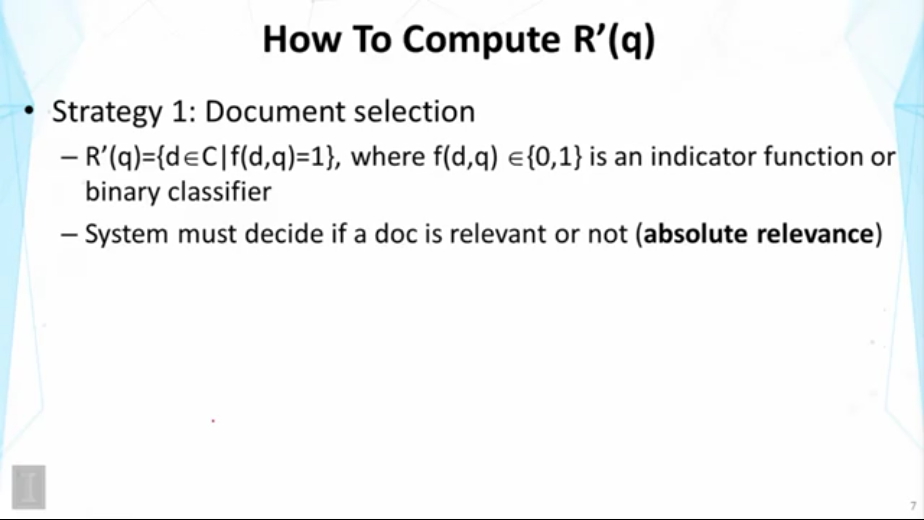 How To Compute R’(q)
• Strategy 1: Document selection
– R’(q)={d∈C|f(d,q)=1}, where f(d,q) ∈{0,1} is an indicator function or
binary classifier
– System must decide if a doc is relevant or not (absolute relevance)
I
7